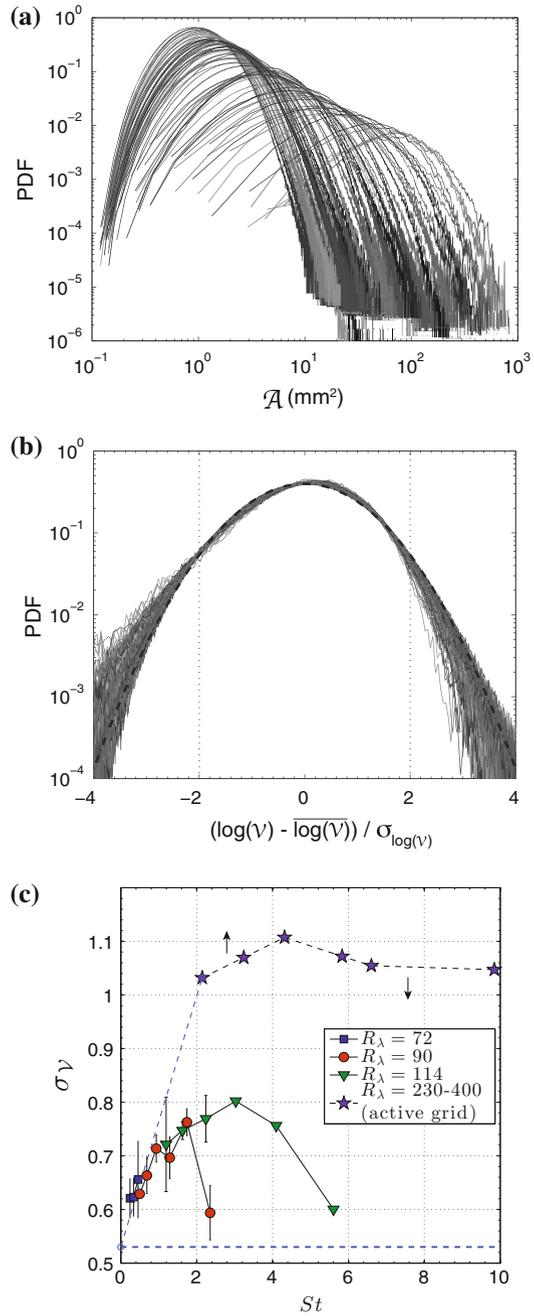 (a)
10^0
10^-1
10^-2
10^-3
10^-4
10^-5
10^-6
PDF
10^-1 10^0 10^1 10^2 10^3
𝒜 (mm²)
(b)
10^0
10^-1
10^-2
10^-3
10^-4
PDF
−4 −2 0 2 4
(log(𝒱) - \overline{log(𝒱)}) / σ_log(𝒱)
(c)
1.1
1
0.9
0.8
0.7
0.6
0.5
σ_𝒱
R_λ = 72
R_λ = 90
R_λ = 114
R_λ = 230-400
(active grid)
0 2 4 6 8 10
St